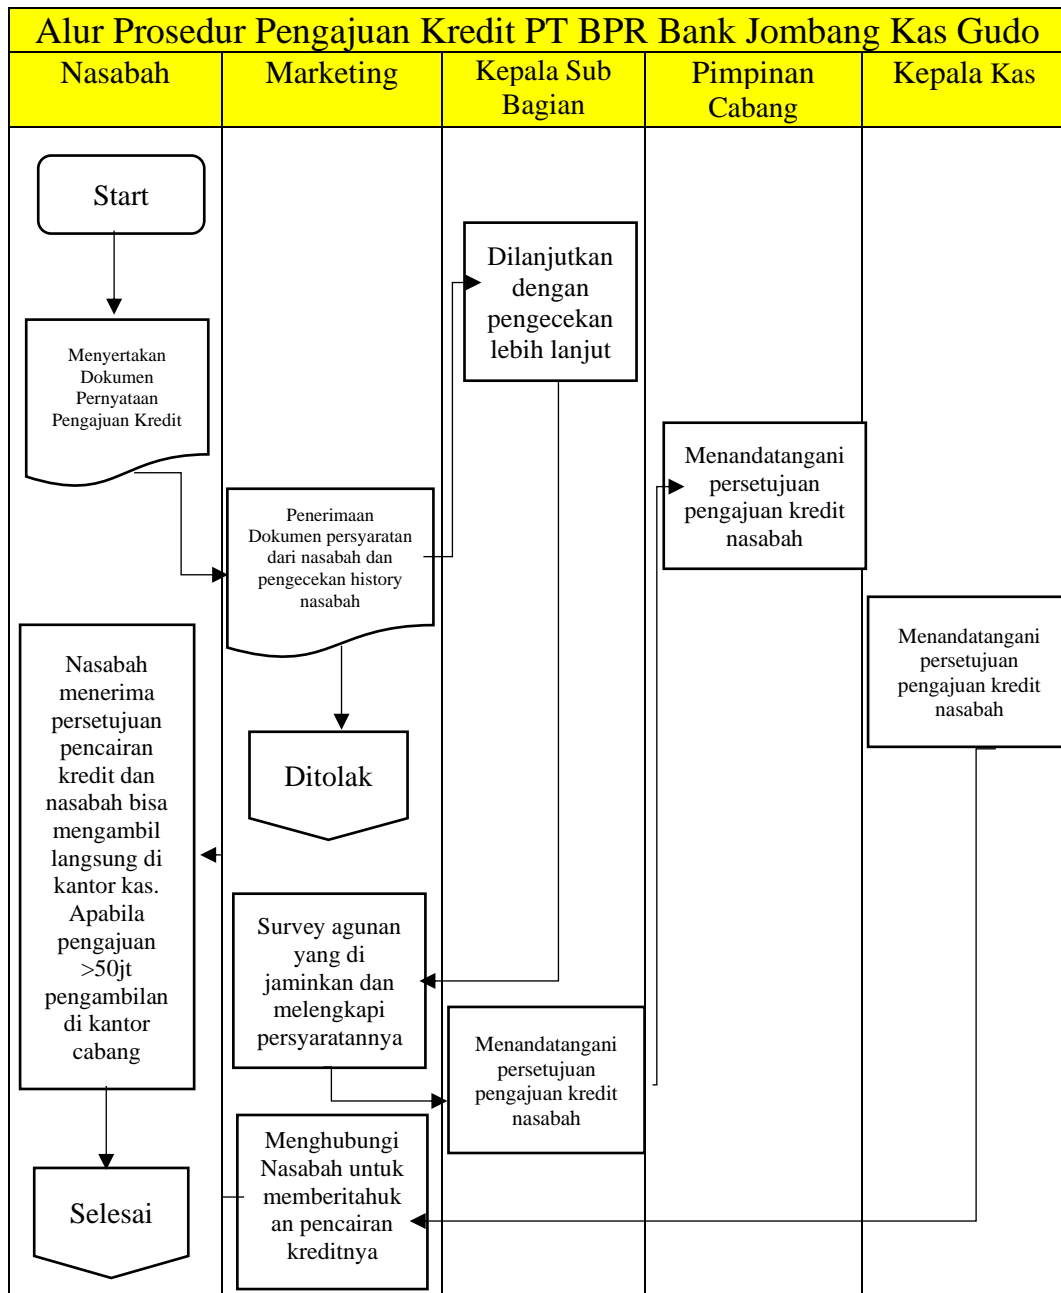 Alur Prosedur Pengajuan Kredit PT BPR Bank Jombang Kas Gudo
Nasabah
Marketing
Kepala Sub
Bagian
Pimpinan
Cabang
Kepala Kas
Start
Menyertakan
Dokumen
Pernyataan
Pengajuan Kredit
Penerimaan
Dokumen persyaratan
dari nasabah dan
pengecekan history
nasabah
Ditolak
Dilanjutkan
dengan
pengecekan
lebih lanjut
Survey agunan
yang di
jaminkan dan
melengkapi
persyaratannya
Menandatangani
persetujuan
pengajuan kredit
nasabah
Menandatangani
persetujuan
pengajuan kredit
nasabah
Menandatangani
persetujuan
pengajuan kredit
nasabah
Menghubungi
Nasabah untuk
memberitahuk
an pencairan
kreditnya
Nasabah
menerima
persetujuan
pencairan
kredit dan
nasabah bisa
mengambil
langsung di
kantor kas.
Apabila
pengajuan
>50jt
pengambilan
di kantor
cabang
Selesai